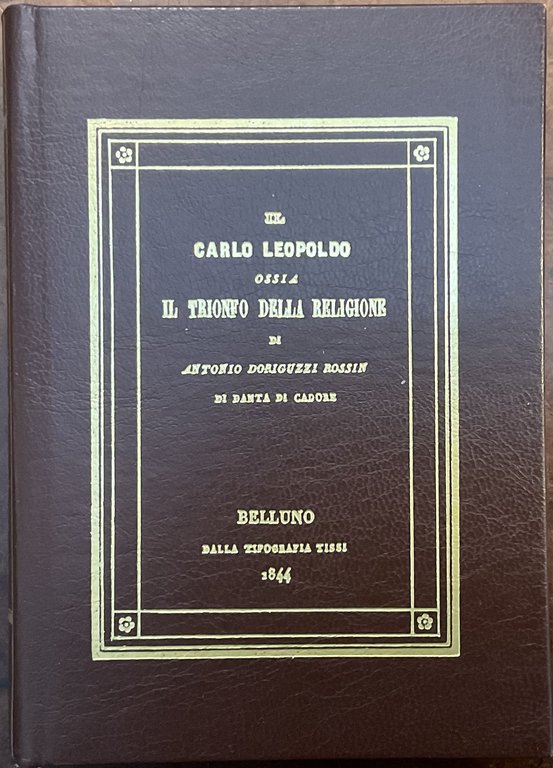 IL
CARLO LEOPOLDO
OSSIA
IL TRIONFO DELLA RELIGIONE
DI
ANTONIO DORIGUZZI ROSSIN
DI DANTA DI CADORE
BELLUNO
DALLA TIPOGRAFIA TISSI
1844